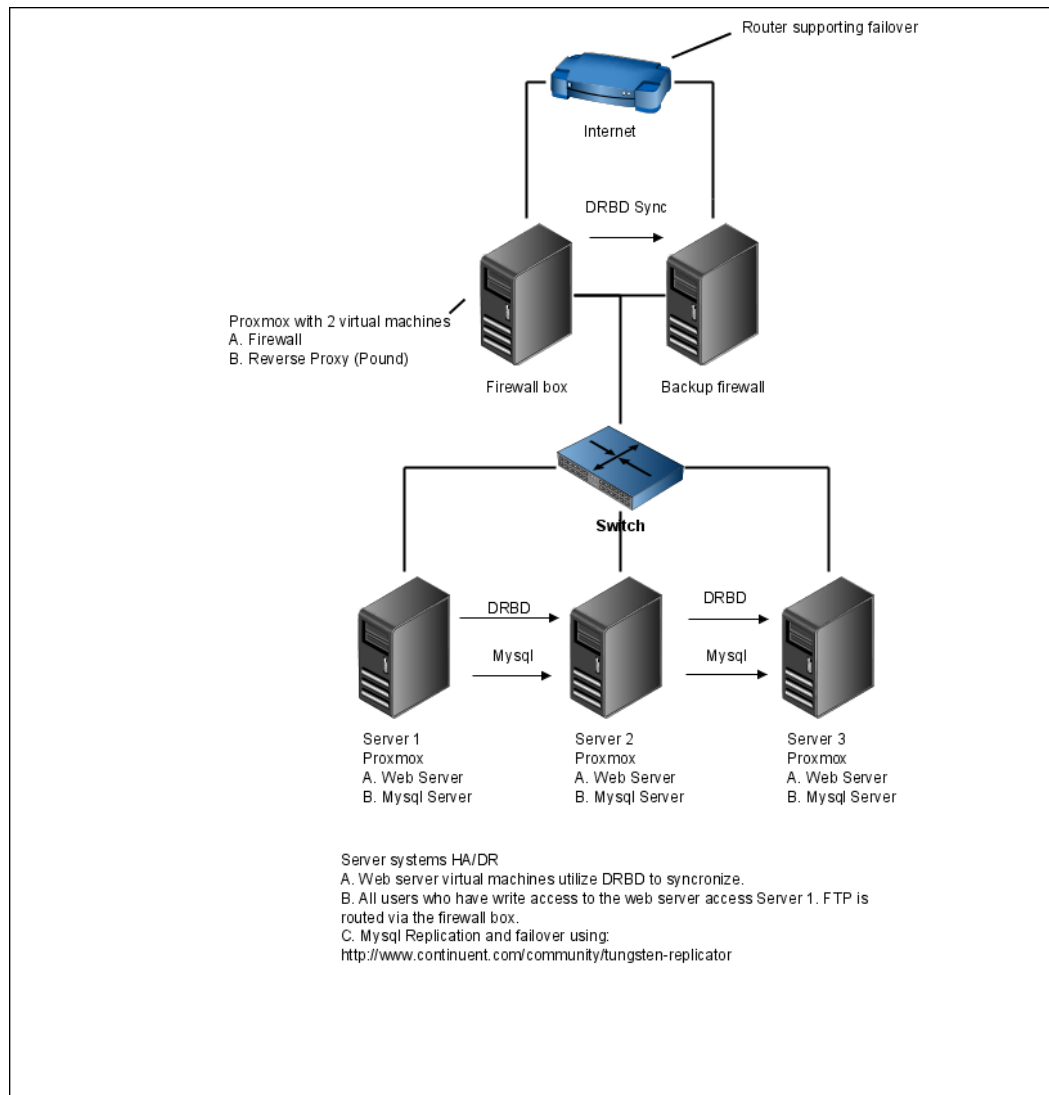 Router supporting failover
Internet
DRBD Sync
Proxmox with 2 virtual machines
A. Firewall
B. Reverse Proxy (Pound)
Firewall box
Backup firewall
Switch
DRBD
DRBD
Mysql
Mysql
Server 1
Proxmox
A. Web Server
B. Mysql Server
Server 2
Proxmox
A. Web Server
B. Mysql Server
Server 3
Proxmox
A. Web Server
B. Mysql Server
Server systems HA/DR
A. Web server virtual machines utilize DRBD to syncronize.
B. All users who have write access to the web server access Server 1. FTP is
routed via the firewall box.
C. Mysql Replication and failover using:
http://www.continuent.com/community/tungsten-replicator